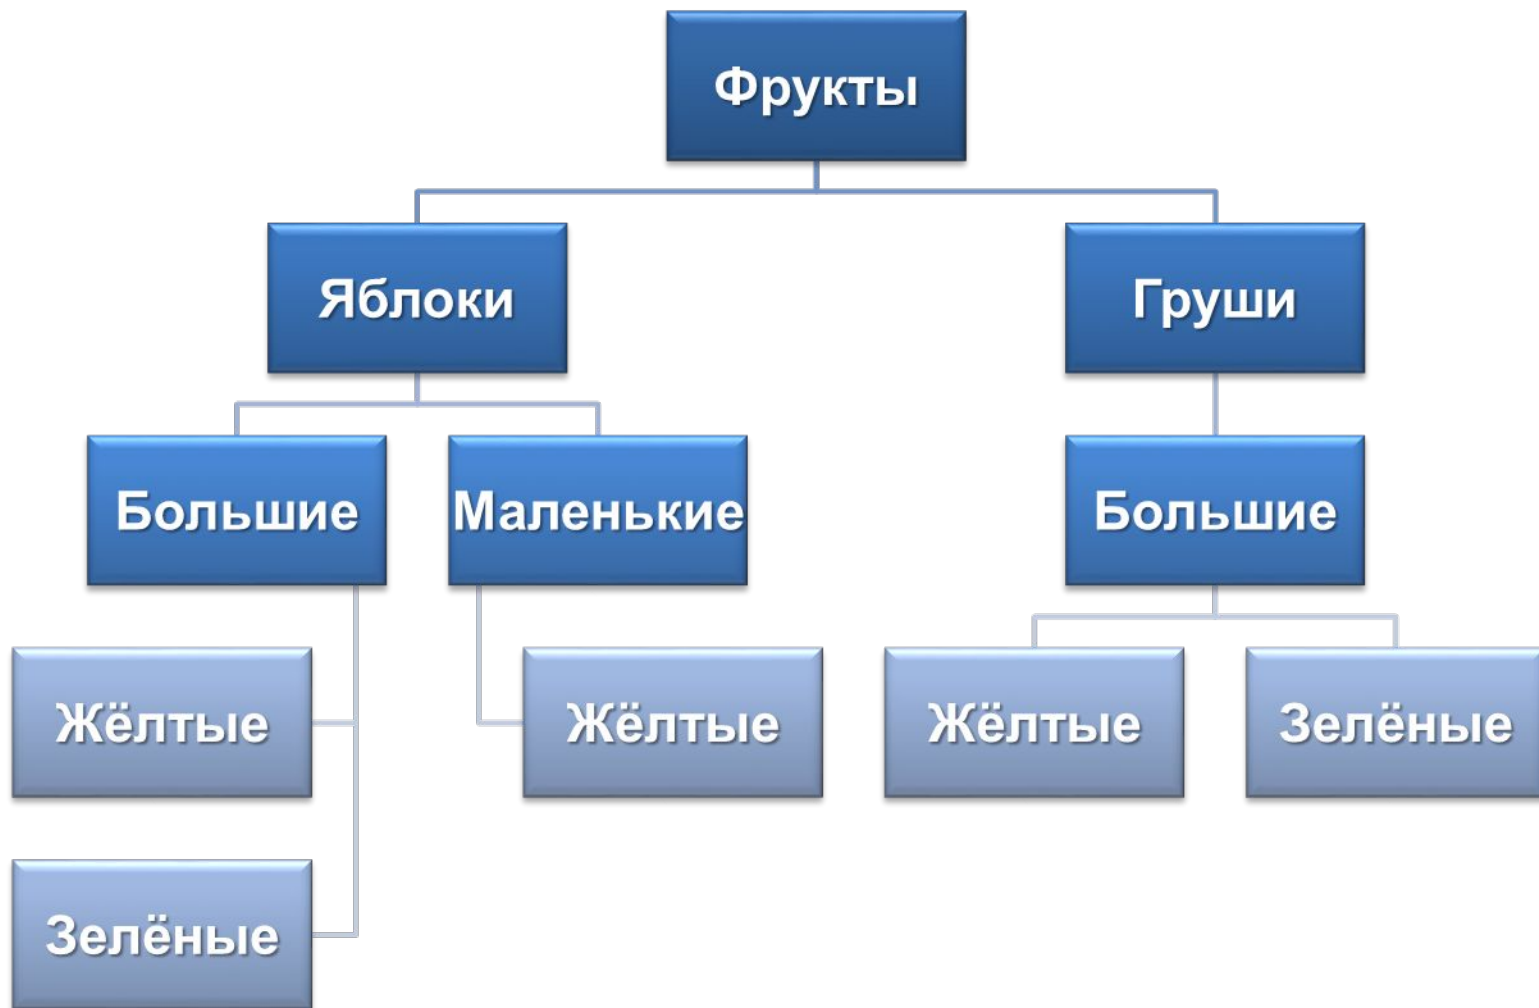 Фрукты
Яблоки
Груши
Большие
Маленькие
Большие
Жёлтые
Жёлтые
Жёлтые
Зелёные
Зелёные